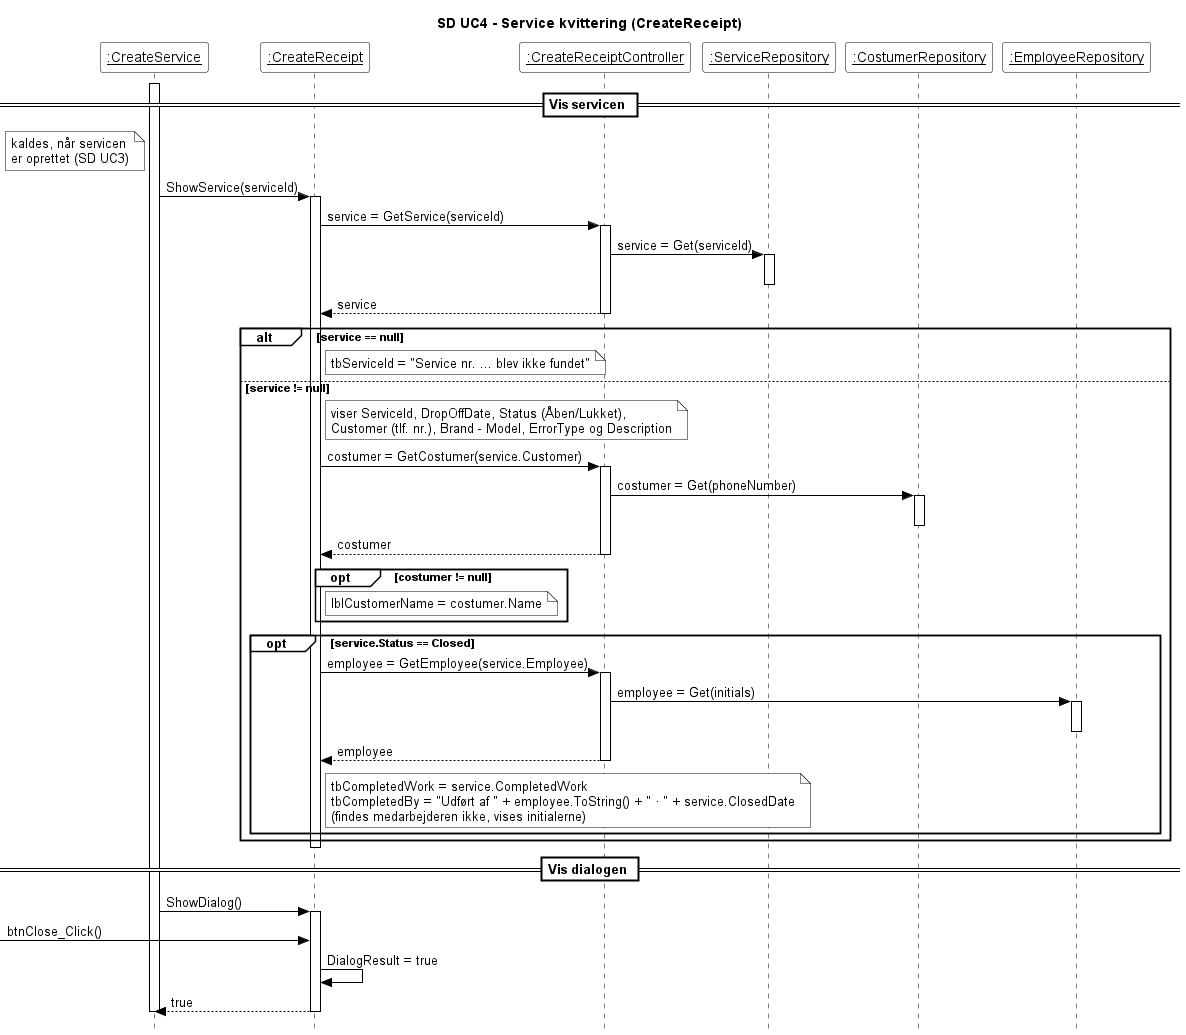 SD UC4 - Service kvittering (CreateReceipt)
:CreateService
:CreateReceipt
:CreateReceiptController
:ServiceRepository
:CostumerRepository
:EmployeeRepository
Vis servicen
kaldes, når servicen
er oprettet (SD UC3)
ShowService(serviceId)
service = GetService(serviceId)
service = Get(serviceId)
service
alt
[service == null]
tbServiceId = "Service nr. ... blev ikke fundet"
[service != null]
viser ServiceId, DropOffDate, Status (Åben/Lukket),
Customer (tlf. nr.), Brand - Model, ErrorType og Description
costumer = GetCostumer(service.Customer)
costumer = Get(phoneNumber)
costumer
opt
[costumer != null]
lblCustomerName = costumer.Name
opt
[service.Status == Closed]
employee = GetEmployee(service.Employee)
employee = Get(initials)
employee
tbCompletedWork = service.CompletedWork
tbCompletedBy = "Udført af " + employee.ToString() + " · " + service.ClosedDate
(findes medarbejderen ikke, vises initialerne)
Vis dialogen
ShowDialog()
btnClose_Click()
DialogResult = true
true